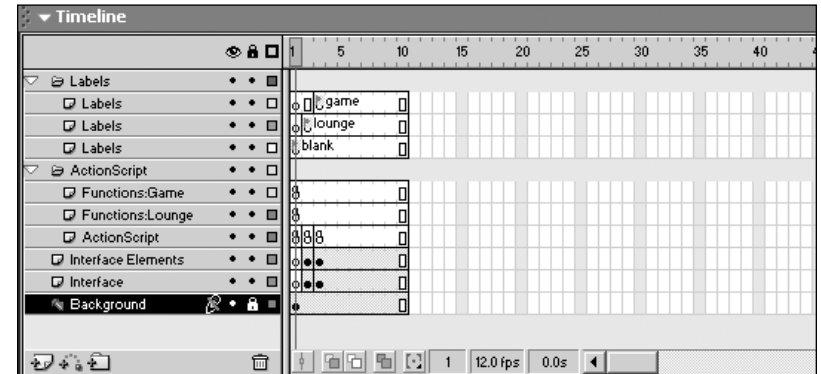 Timeline
1 5 10 15 20 25 30 35 40
Labels
Labels game
Labels lounge
Labels blank
ActionScript
Functions:Game
Functions:Lounge
ActionScript
Interface Elements
Interface
Background
1 12.0 fps 0.0s